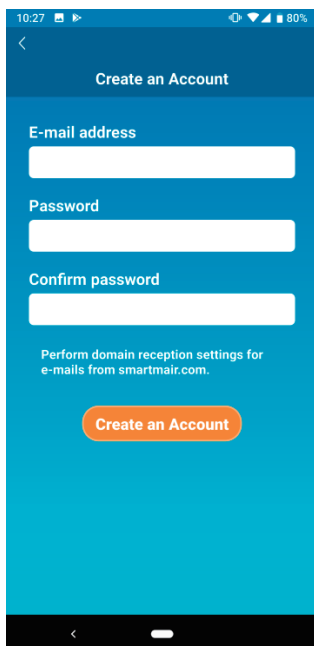 10:27 80%
Create an Account
E-mail address
Password
Confirm password
Perform domain reception settings for
e-mails from smartmair.com.
Create an Account